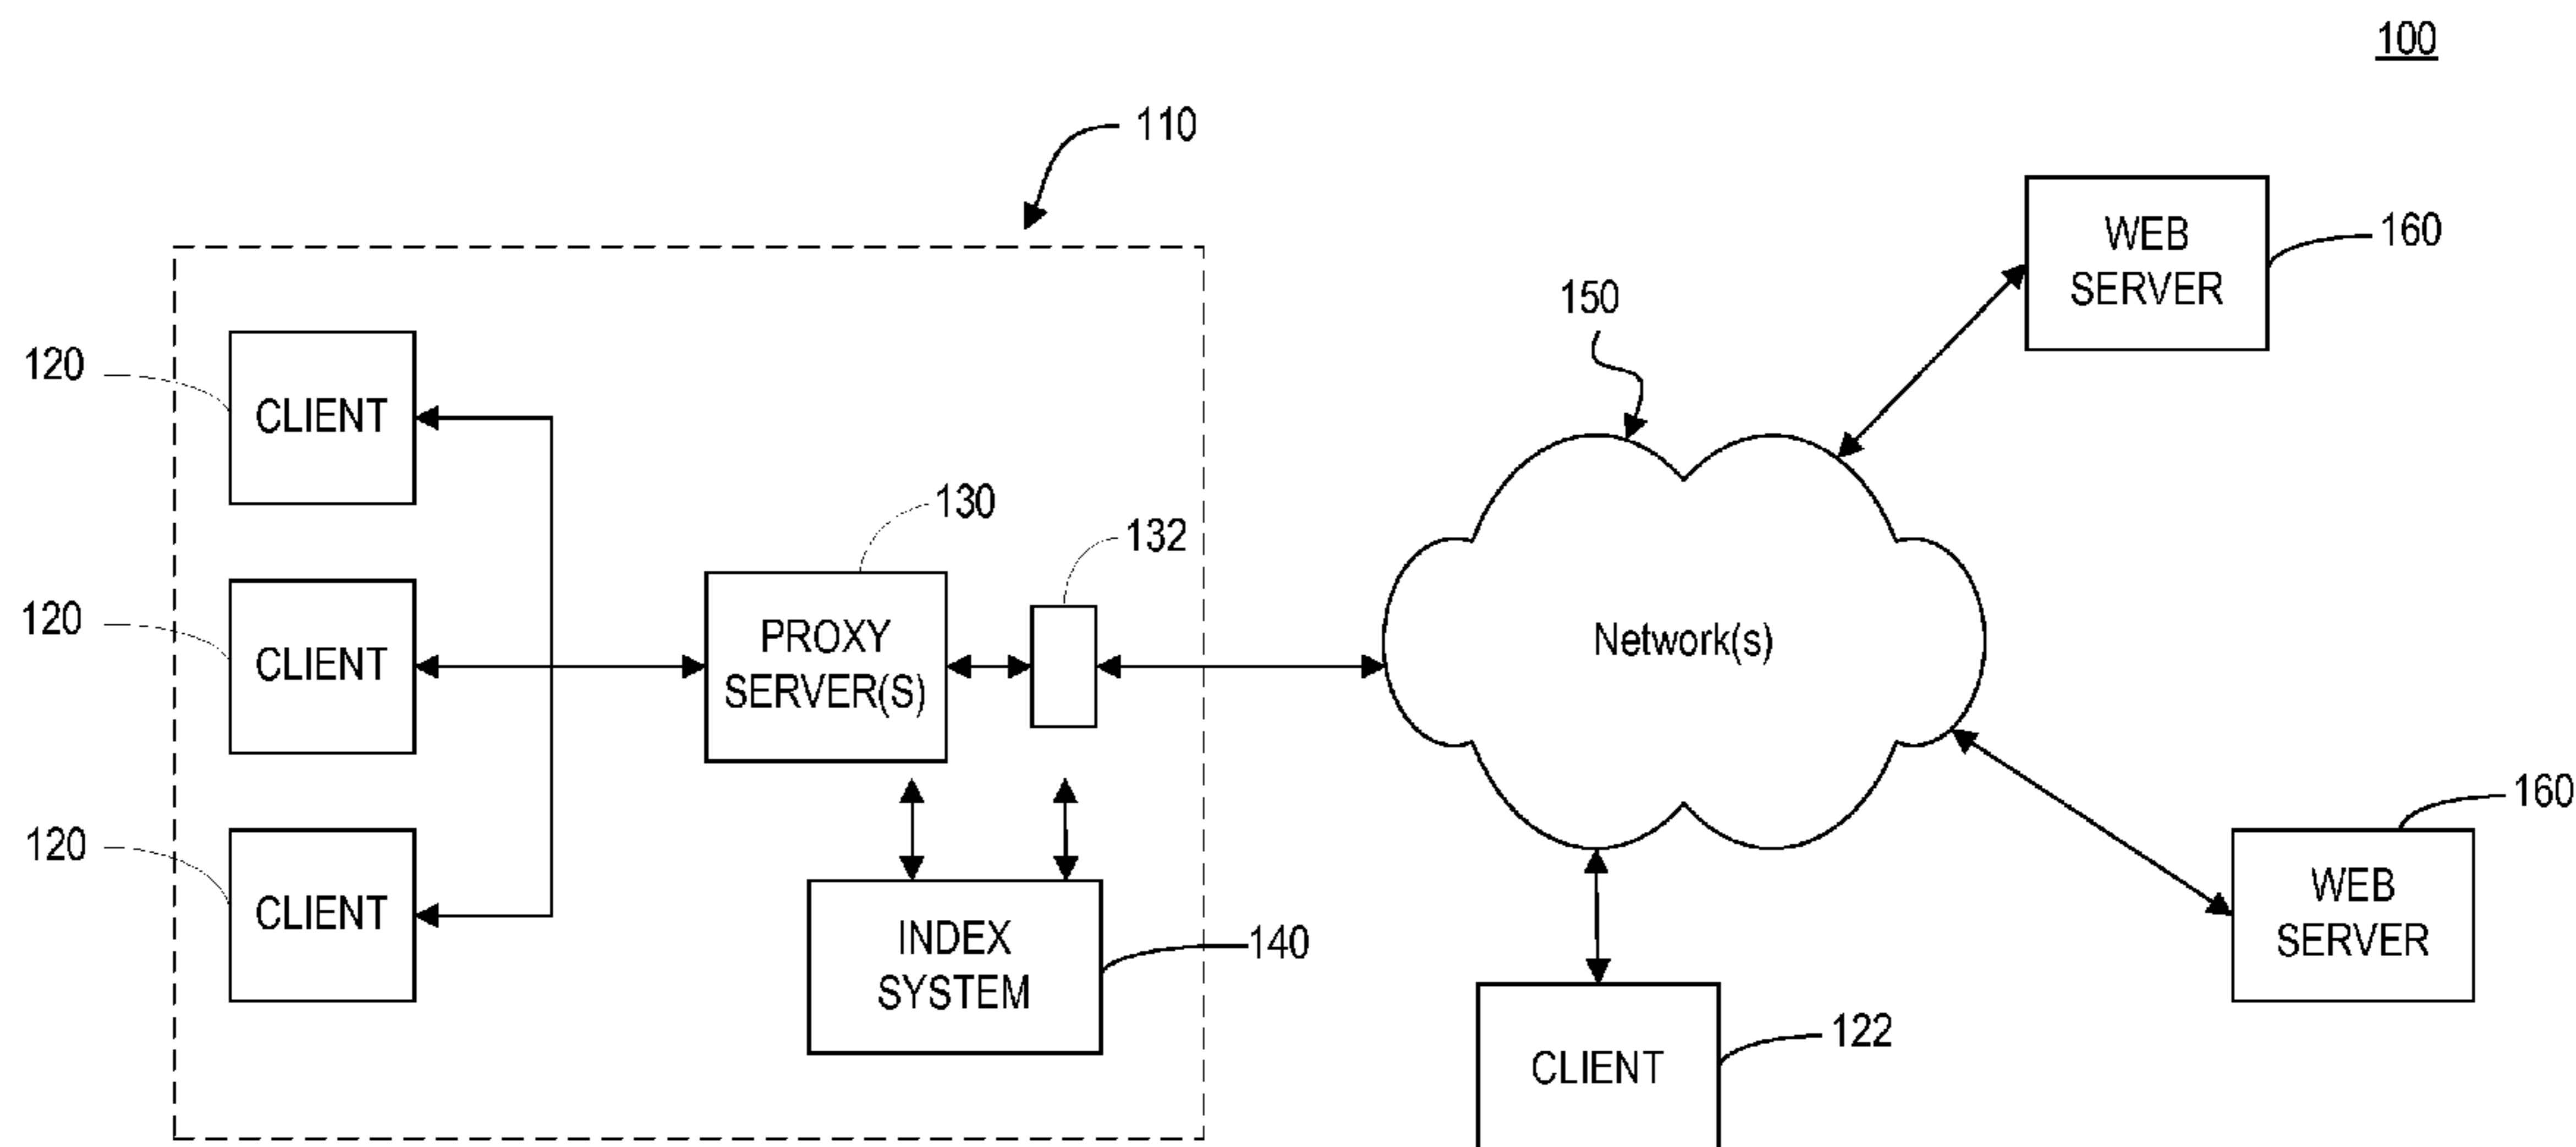 100
110
WEB
SERVER
160
150
120
CLIENT
130
132
120
CLIENT
PROXY
SERVER(S)
Network(s)
120
CLIENT
INDEX
SYSTEM
140
160
WEB
SERVER
CLIENT
122